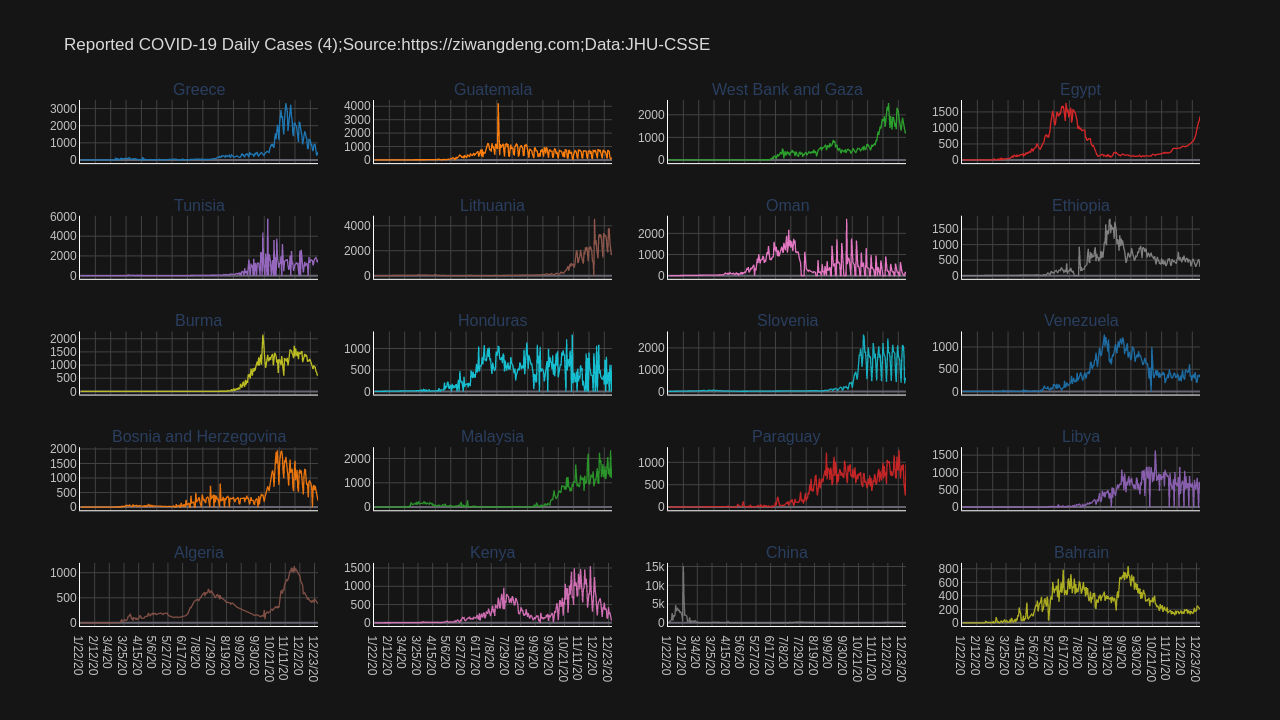 Reported COVID-19 Daily Cases (4);Source:https://ziwangdeng.com;Data:JHU-CSSE
Greece
Guatemala
West Bank and Gaza
Egypt
3000
2000
1000
0
4000
3000
2000
1000
0
2000
1000
0
1500
1000
500
0
Tunisia
Lithuania
Oman
Ethiopia
6000
4000
2000
0
4000
2000
0
2000
1000
0
1500
1000
500
0
Burma
Honduras
Slovenia
Venezuela
2000
1500
1000
500
0
1000
500
0
2000
1000
0
1000
500
0
Bosnia and Herzegovina
Malaysia
Paraguay
Libya
2000
1500
1000
500
0
2000
1000
0
1000
500
0
1500
1000
500
0
Algeria
Kenya
China
Bahrain
1000
500
0
1500
1000
500
0
15k
10k
5k
0
800
600
400
200
0
1/22/20 2/12/20 3/4/20 3/25/20 4/15/20 5/6/20 5/27/20 6/17/20 7/8/20 7/29/20 8/19/20 9/9/20 9/30/20 10/21/20 11/11/20 12/2/20 12/23/20
1/22/20 2/12/20 3/4/20 3/25/20 4/15/20 5/6/20 5/27/20 6/17/20 7/8/20 7/29/20 8/19/20 9/9/20 9/30/20 10/21/20 11/11/20 12/2/20 12/23/20
1/22/20 2/12/20 3/4/20 3/25/20 4/15/20 5/6/20 5/27/20 6/17/20 7/8/20 7/29/20 8/19/20 9/9/20 9/30/20 10/21/20 11/11/20 12/2/20 12/23/20
1/22/20 2/12/20 3/4/20 3/25/20 4/15/20 5/6/20 5/27/20 6/17/20 7/8/20 7/29/20 8/19/20 9/9/20 9/30/20 10/21/20 11/11/20 12/2/20 12/23/20